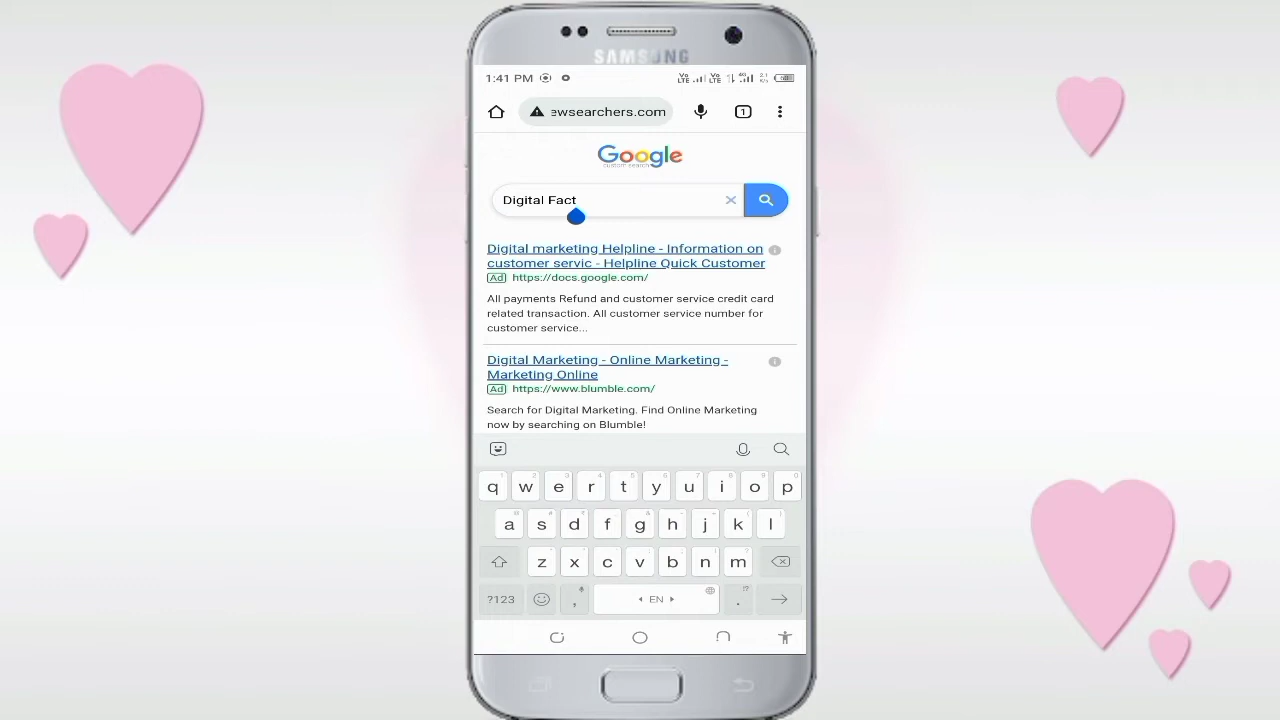 SAMSUNG
1:41 PM
ewsearchers.com
1
Google
custom search
Digital Fact
Digital marketing Helpline - Information on
customer servic - Helpline Quick Customer
Ad https://docs.google.com/
All payments Refund and customer service credit card
related transaction. All customer service number for
customer service...
Digital Marketing - Online Marketing -
Marketing Online
Ad https://www.blumble.com/
Search for Digital Marketing. Find Online Marketing
now by searching on Blumble!
q w e r t y u i o p
a s d f g h j k l
z x c v b n m
?123 , EN .